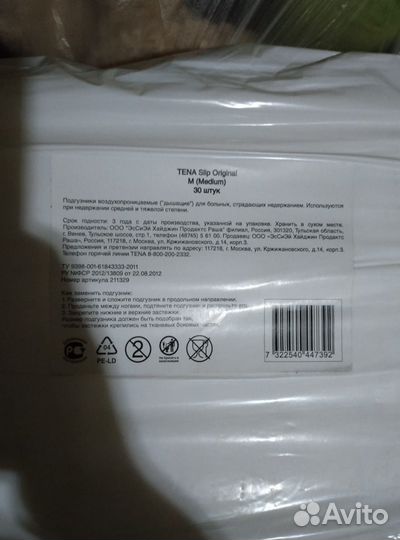 TENA Slip Original
M (Medium)
30 штук
Подгузники воздухопроницаемые ("дышащие") для больных, страдающих недержанием. Используются
при недержании средней и тяжелой степени.
Срок годности: 3 года с даты производства, указанной на упаковке. Хранить в сухом месте.
Производитель: ООО "ЭсСиЭй Хайджин Продактс Раша" филиал, Россия, 301320, Тульская область,
г. Венев, Тульское шоссе, стр.1, телефон (48745) 5 61 00. Продавец: ООО "ЭсСиЭй Хайджин Продактс
Раша», Россия, 117218, г. Москва, ул. Кржижановского, д.14, корп.3.
Предложения и претензии направлять по адресу: 117218, г. Москва, ул. Кржижановского, д.14, корп.3
Телефон горячей линии TENA 8-800-200-2332.
ТУ 9398-001-61843333-2011
РУ №ФСР 2012/13809 от 22.08.2012
Номер артикула 211329
Как заменить подгузник:
1. Разверните и сложите подгузник в продольном направлении.
2. Проденьте между ногами, подтяните подгузник и расправьте его.
3. Закрепите нижние и верхние застежки.
Размер подгузника должен быть подобран так,
чтобы застежки крепились на тканевых боковых частях.
04
PE-LD
Не бросать в
канализацию
7 322540 447392
Avito